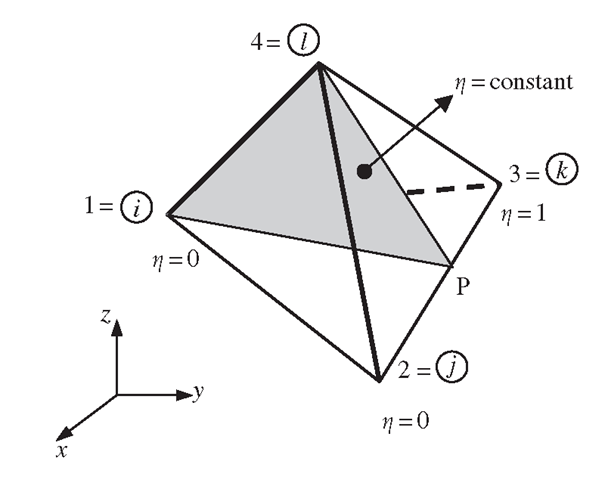 4 = l
η = constant
3 = k
1 = i
η = 1
η = 0
P
z
2 = j
y
η = 0
x